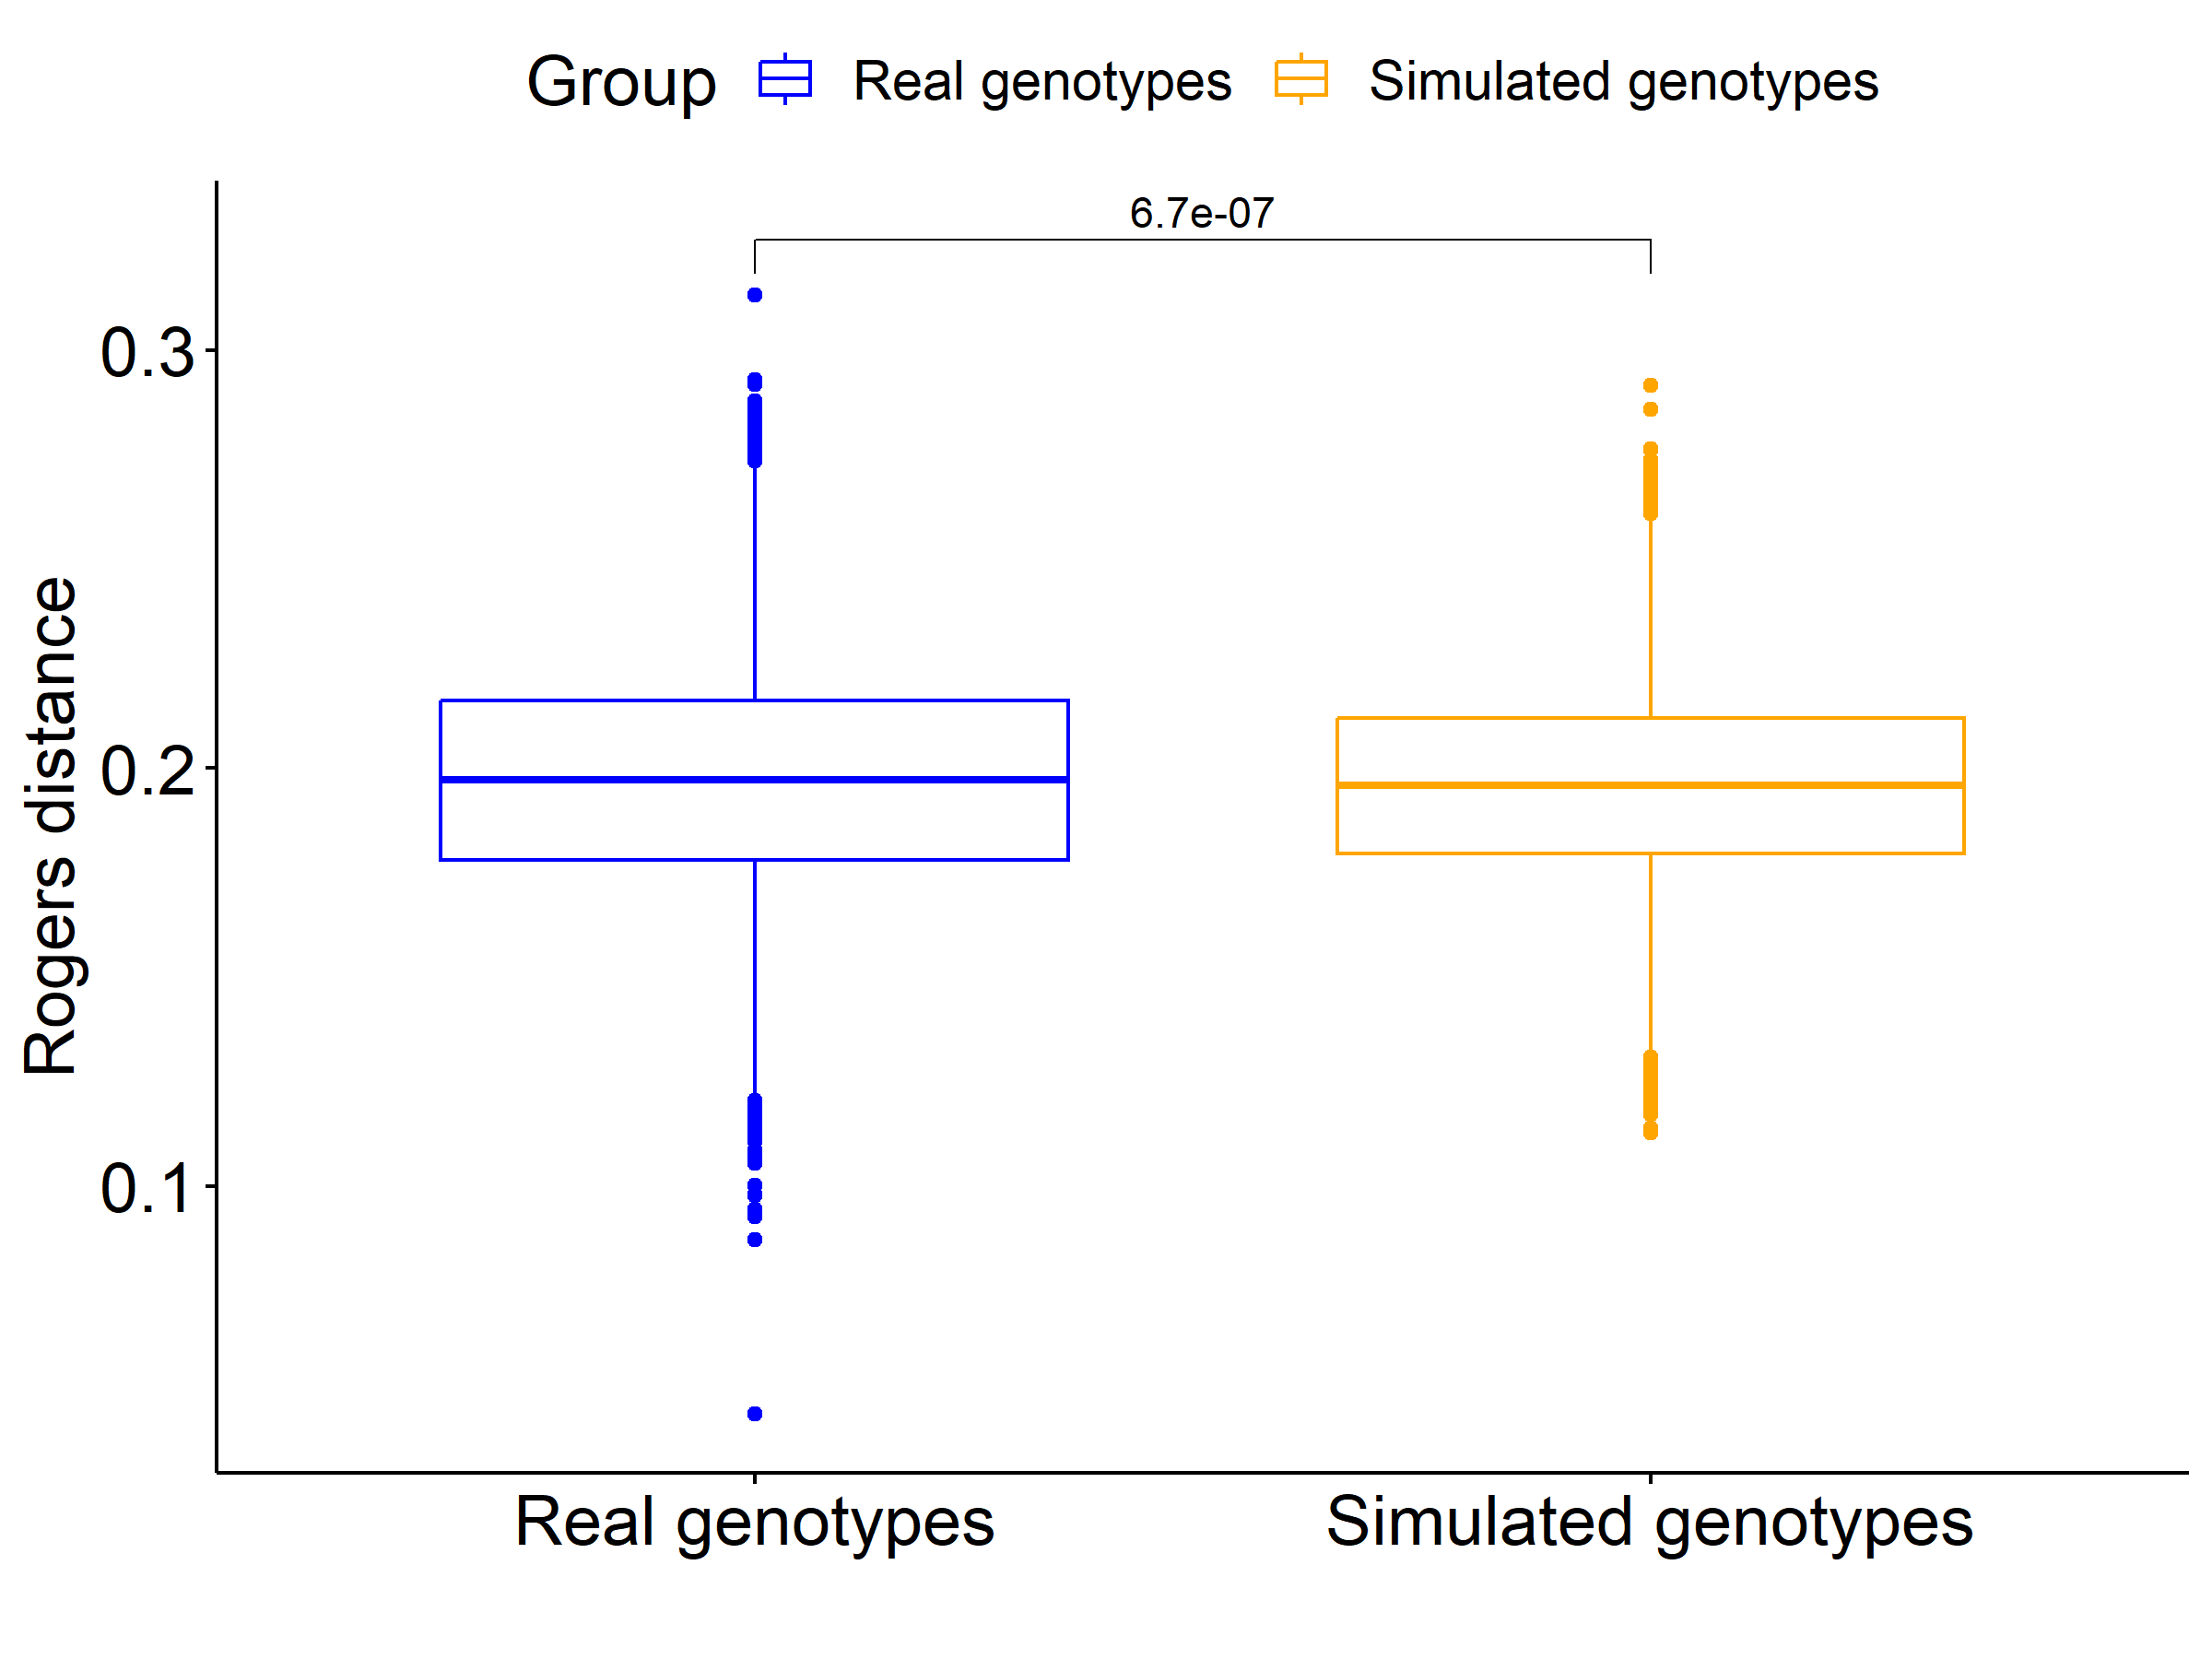 Group Real genotypes Simulated genotypes
6.7e-07
0.3
0.2
0.1
Rogers distance
Real genotypes Simulated genotypes